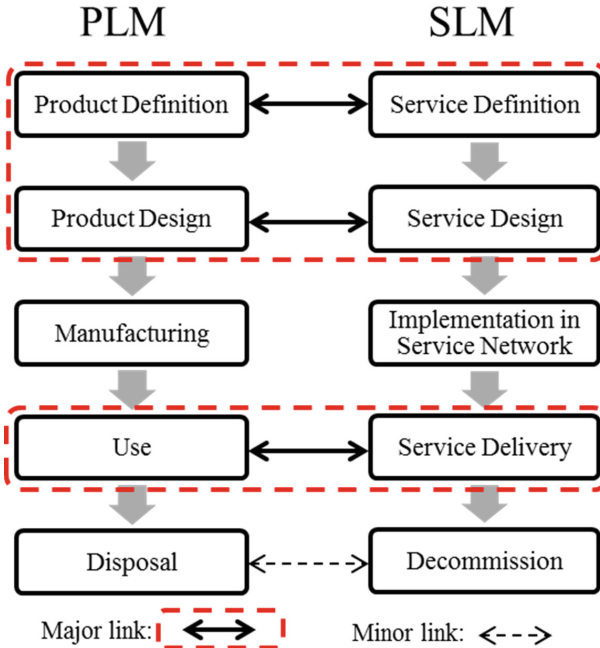 PLM
SLM
Product Definition
Service Definition
Product Design
Service Design
Manufacturing
Implementation in
Service Network
Use
Service Delivery
Disposal
Decommission
Major link:
Minor link: